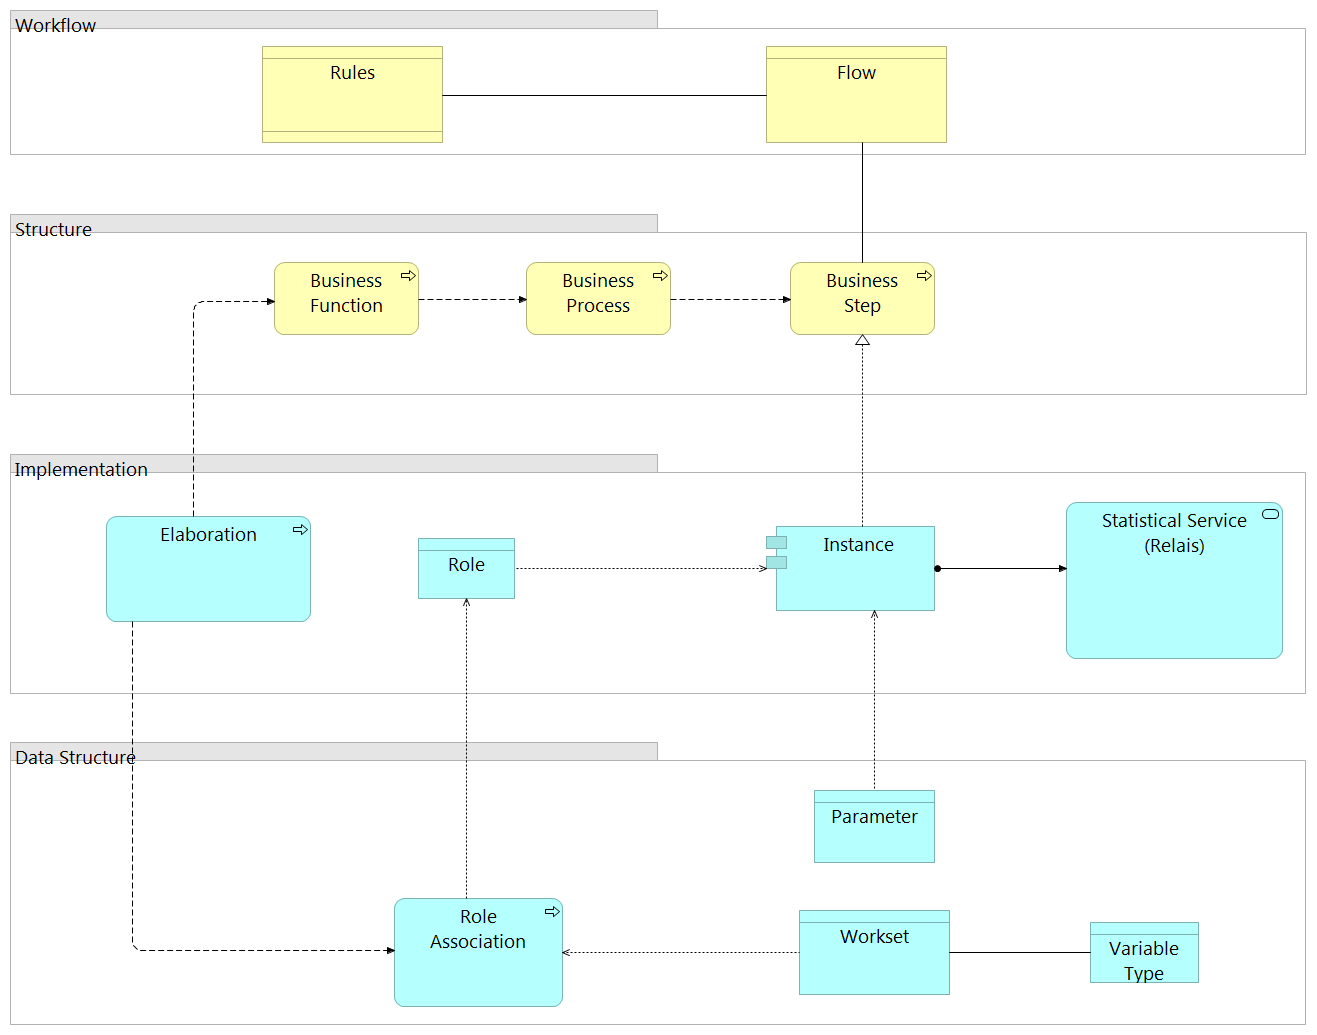 Workflow
Rules
Flow
Structure
Business
Function
Business
Process
Business
Step
Implementation
Elaboration
Role
Instance
Statistical Service
(Relais)
Data Structure
Parameter
Role
Association
Workset
Variable
Type